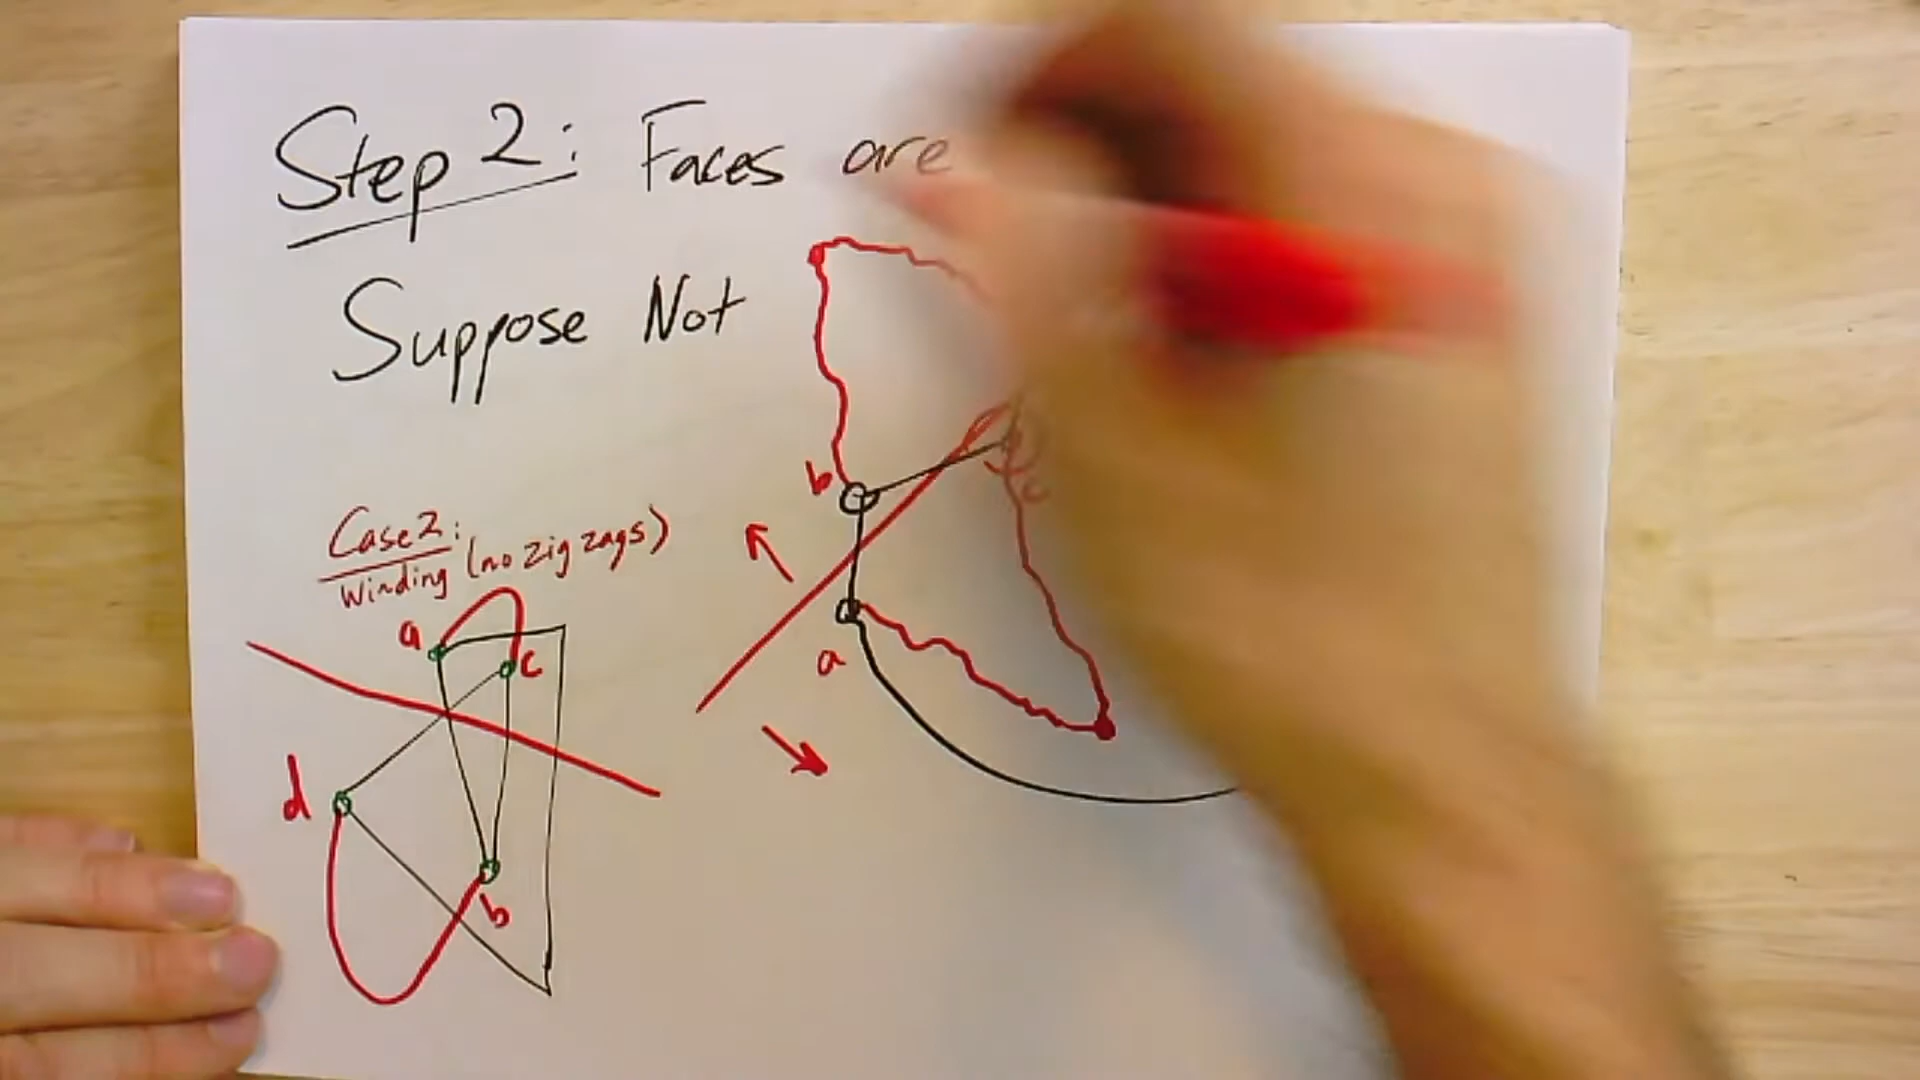 Step 2: Faces are
Suppose Not
Case 2:
Winding (no zig zags)
a
c
d
b
b
a
c